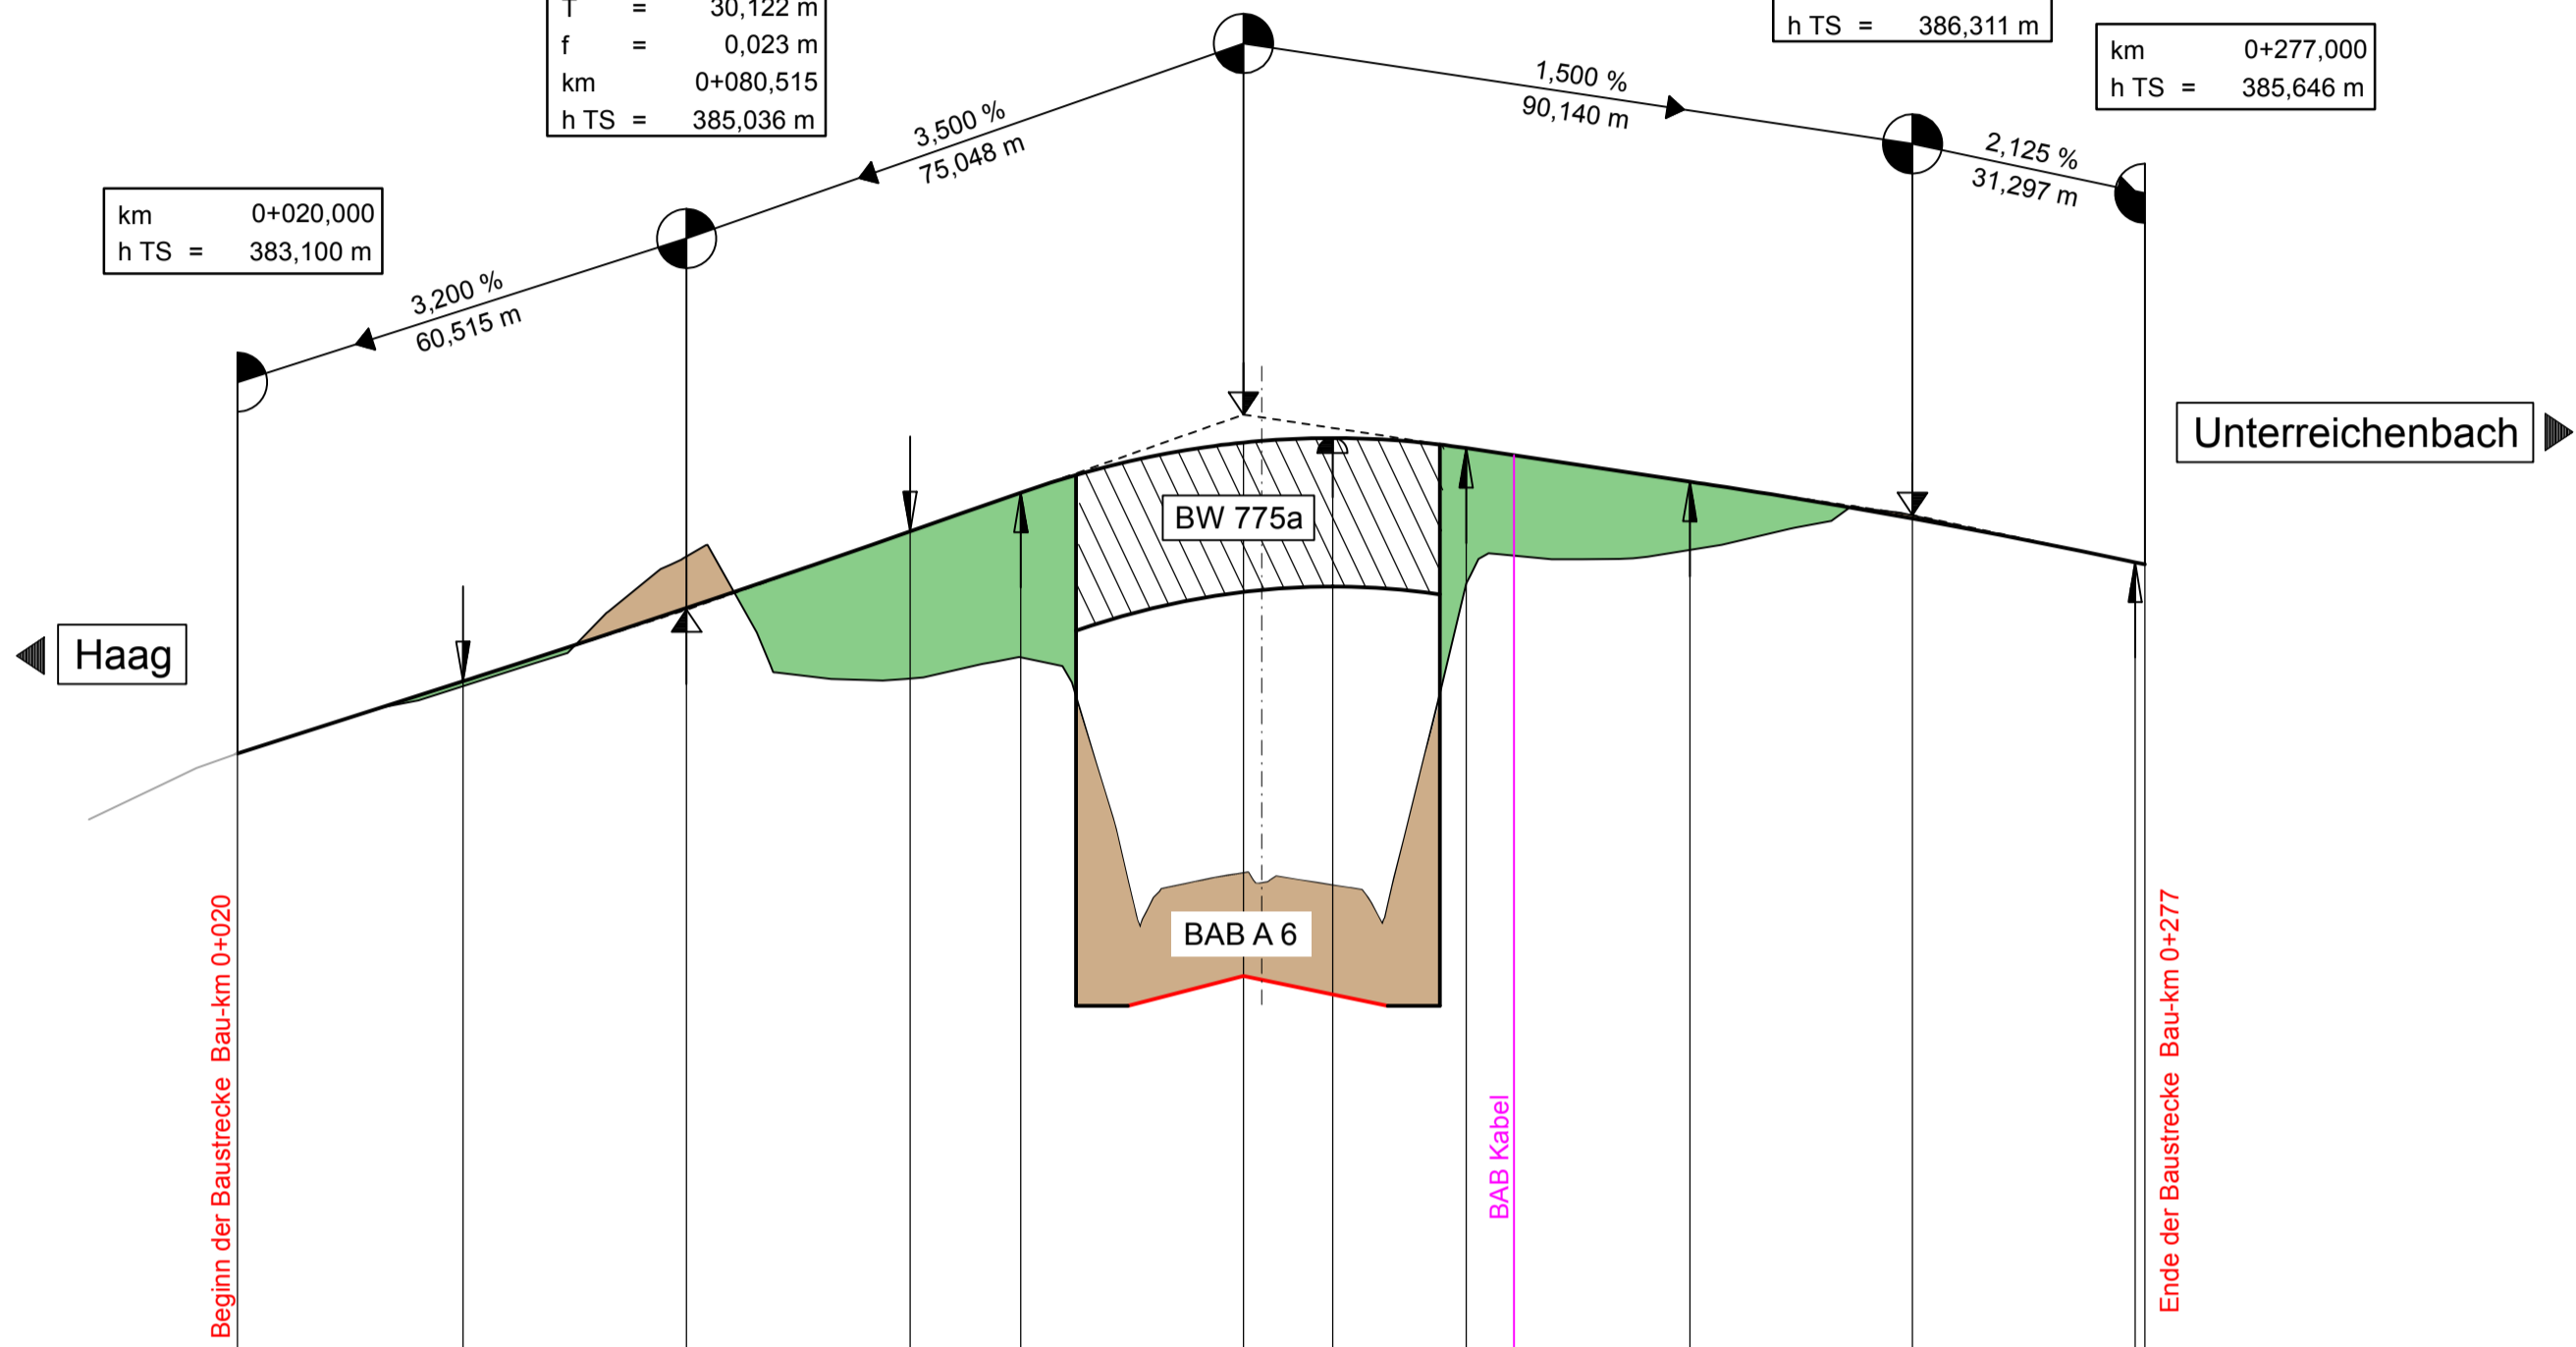 T = 30,122 m
f = 0,023 m
km 0+080,515
h TS = 385,036 m
h TS = 386,311 m
km 0+277,000
h TS = 385,646 m
1,500 %
90,140 m
3,500 %
75,048 m
2,125 %
31,297 m
km 0+020,000
h TS = 383,100 m
3,200 %
60,515 m
Unterreichenbach
BW 775a
Haag
BAB A 6
Beginn der Baustrecke Bau-km 0+020
BAB Kabel
Ende der Baustrecke Bau-km 0+277